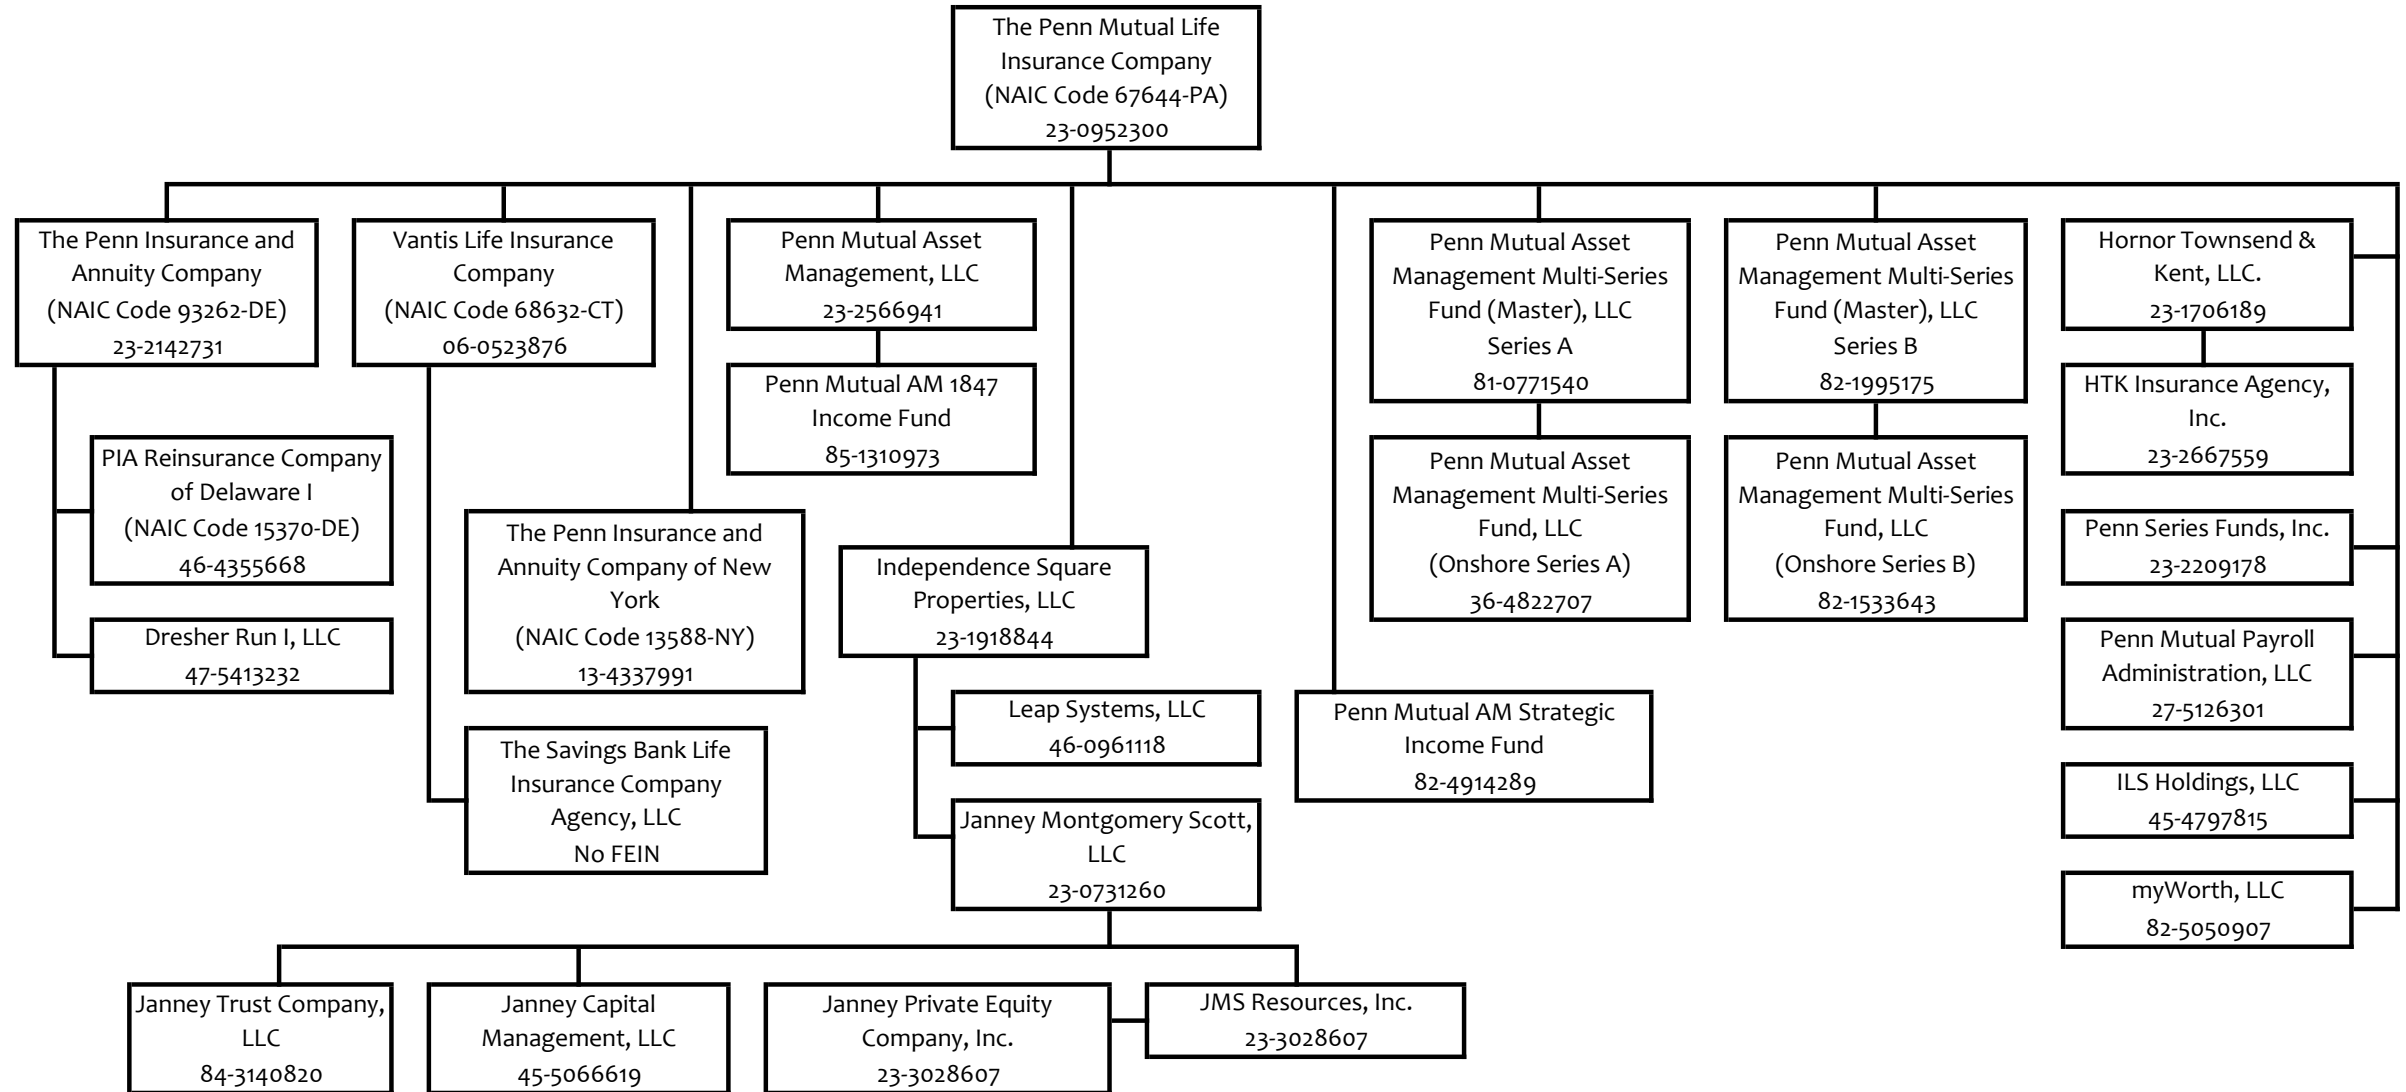 The Penn Mutual Life
Insurance Company
(NAIC Code 67644-PA)
23-0952300
The Penn Insurance and
Annuity Company
(NAIC Code 93262-DE)
23-2142731
Vantis Life Insurance
Company
(NAIC Code 68632-CT)
06-0523876
Penn Mutual Asset
Management, LLC
23-2566941
Penn Mutual Asset
Management Multi-Series
Fund (Master), LLC
Series A
81-0771540
Penn Mutual Asset
Management Multi-Series
Fund (Master), LLC
Series B
82-1995175
Hornor Townsend &
Kent, LLC.
23-1706189
Penn Mutual AM 1847
Income Fund
85-1310973
HTK Insurance Agency,
Inc.
23-2667559
PIA Reinsurance Company
of Delaware I
(NAIC Code 15370-DE)
46-4355668
Penn Mutual Asset
Management Multi-Series
Fund, LLC
(Onshore Series A)
36-4822707
Penn Mutual Asset
Management Multi-Series
Fund, LLC
(Onshore Series B)
82-1533643
The Penn Insurance and
Annuity Company of New
York
(NAIC Code 13588-NY)
13-4337991
Penn Series Funds, Inc.
23-2209178
Independence Square
Properties, LLC
23-1918844
Dresher Run I, LLC
47-5413232
Penn Mutual Payroll
Administration, LLC
27-5126301
Leap Systems, LLC
46-0961118
Penn Mutual AM Strategic
Income Fund
82-4914289
The Savings Bank Life
Insurance Company
Agency, LLC
No FEIN
ILS Holdings, LLC
45-4797815
Janney Montgomery Scott,
LLC
23-0731260
myWorth, LLC
82-5050907
Janney Trust Company,
LLC
84-3140820
Janney Capital
Management, LLC
45-5066619
Janney Private Equity
Company, Inc.
23-3028607
JMS Resources, Inc.
23-3028607